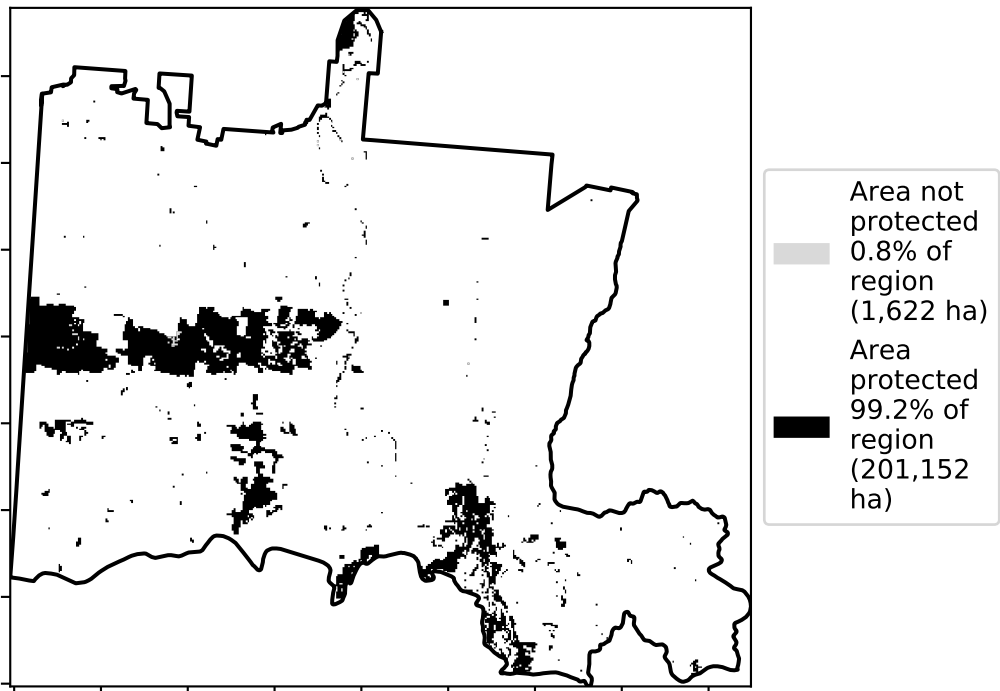 Area not
protected
0.8% of
region
(1,622 ha)
Area
protected
99.2% of
region
(201,152
ha)